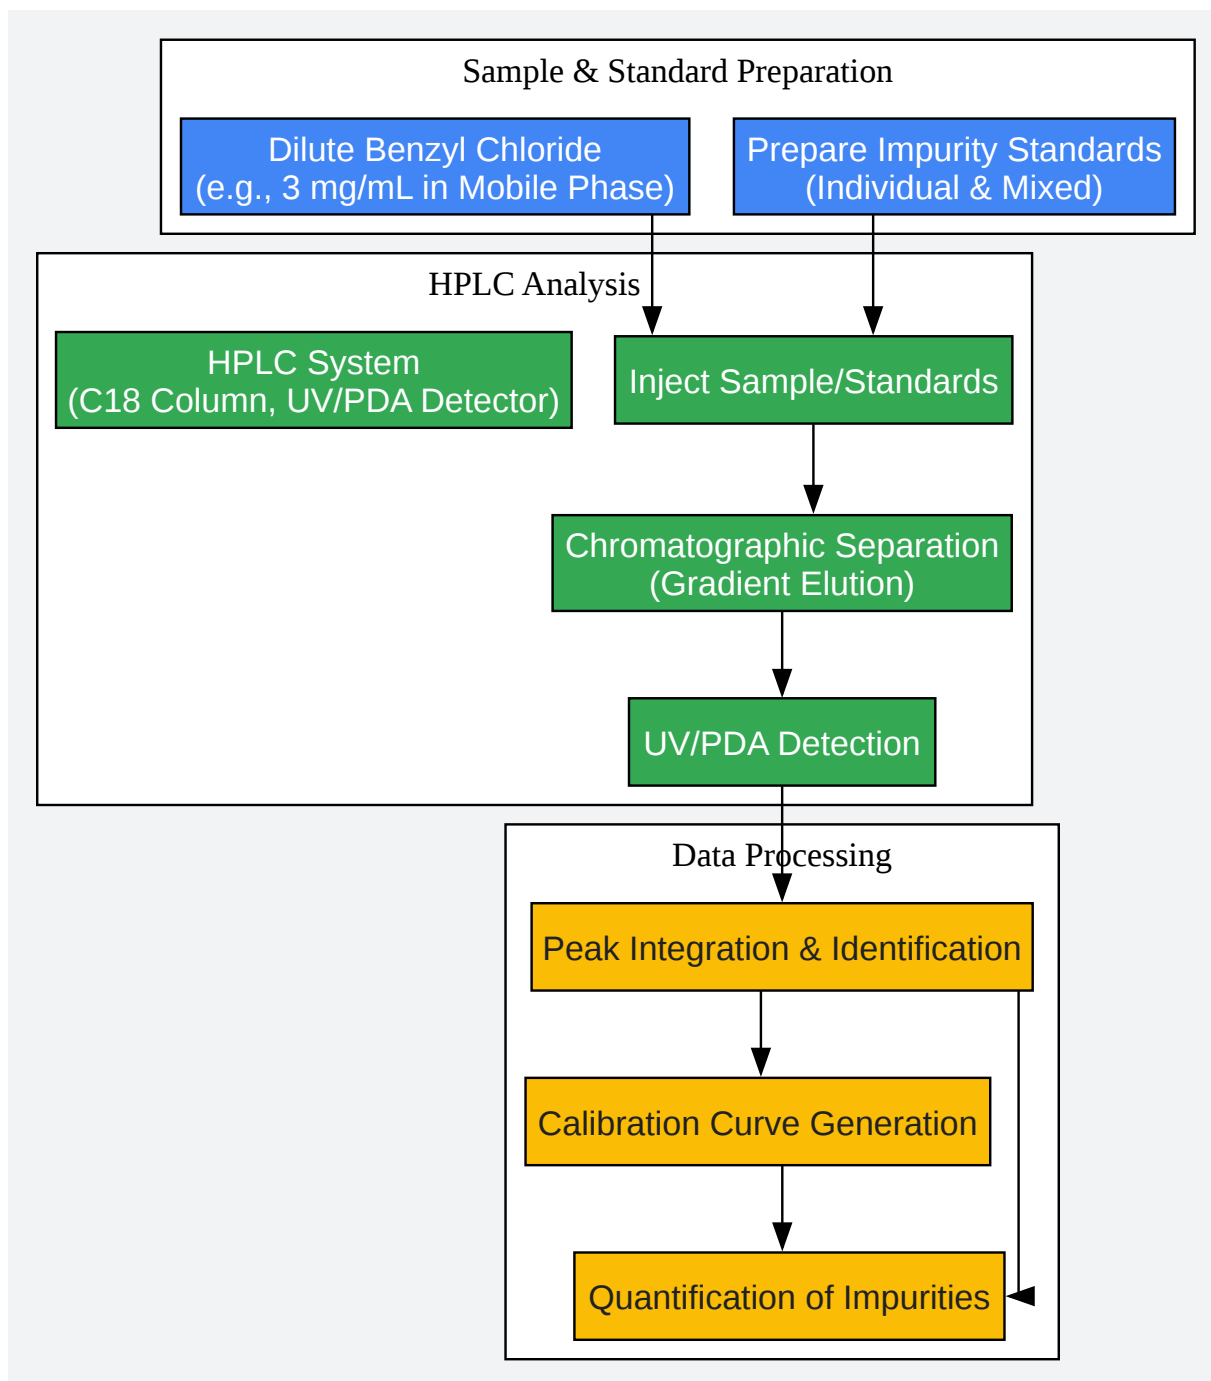 Sample & Standard Preparation
Dilute Benzyl Chloride
(e.g., 3 mg/mL in Mobile Phase)
Prepare Impurity Standards
(Individual & Mixed)
HPLC Analysis
HPLC System
(C18 Column, UV/PDA Detector)
Inject Sample/Standards
Chromatographic Separation
(Gradient Elution)
UV/PDA Detection
Data Processing
Peak Integration & Identification
Calibration Curve Generation
Quantification of Impurities